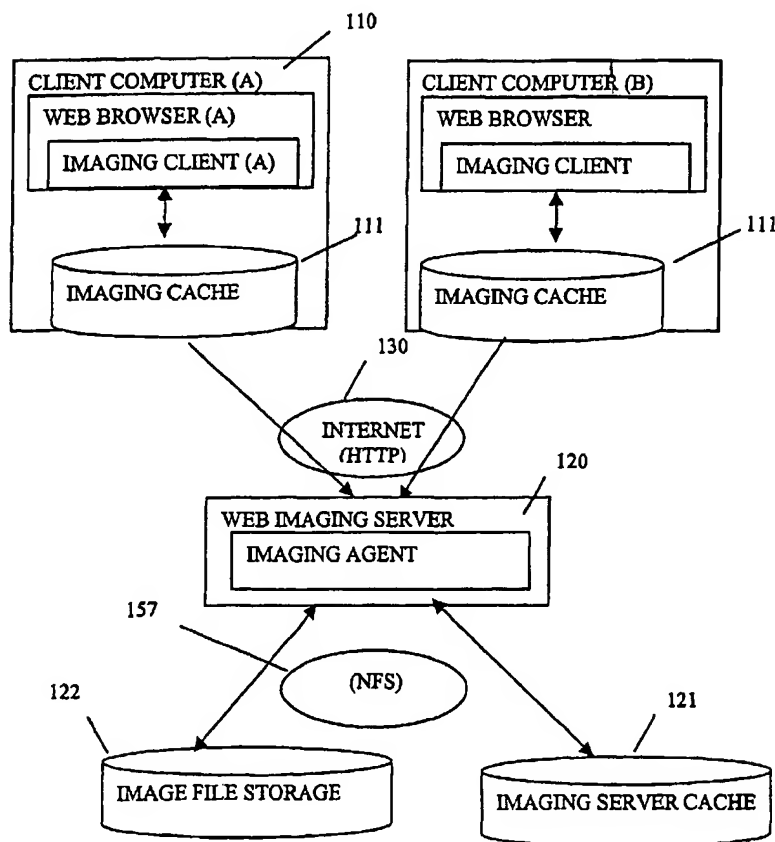 110
CLIENT COMPUTER (A)
WEB BROWSER (A)
IMAGING CLIENT (A)
111
IMAGING CACHE
CLIENT COMPUTER (B)
WEB BROWSER
IMAGING CLIENT
111
IMAGING CACHE
130
INTERNET
(HTTP)
120
WEB IMAGING SERVER
IMAGING AGENT
157
(NFS)
122
IMAGE FILE STORAGE
121
IMAGING SERVER CACHE